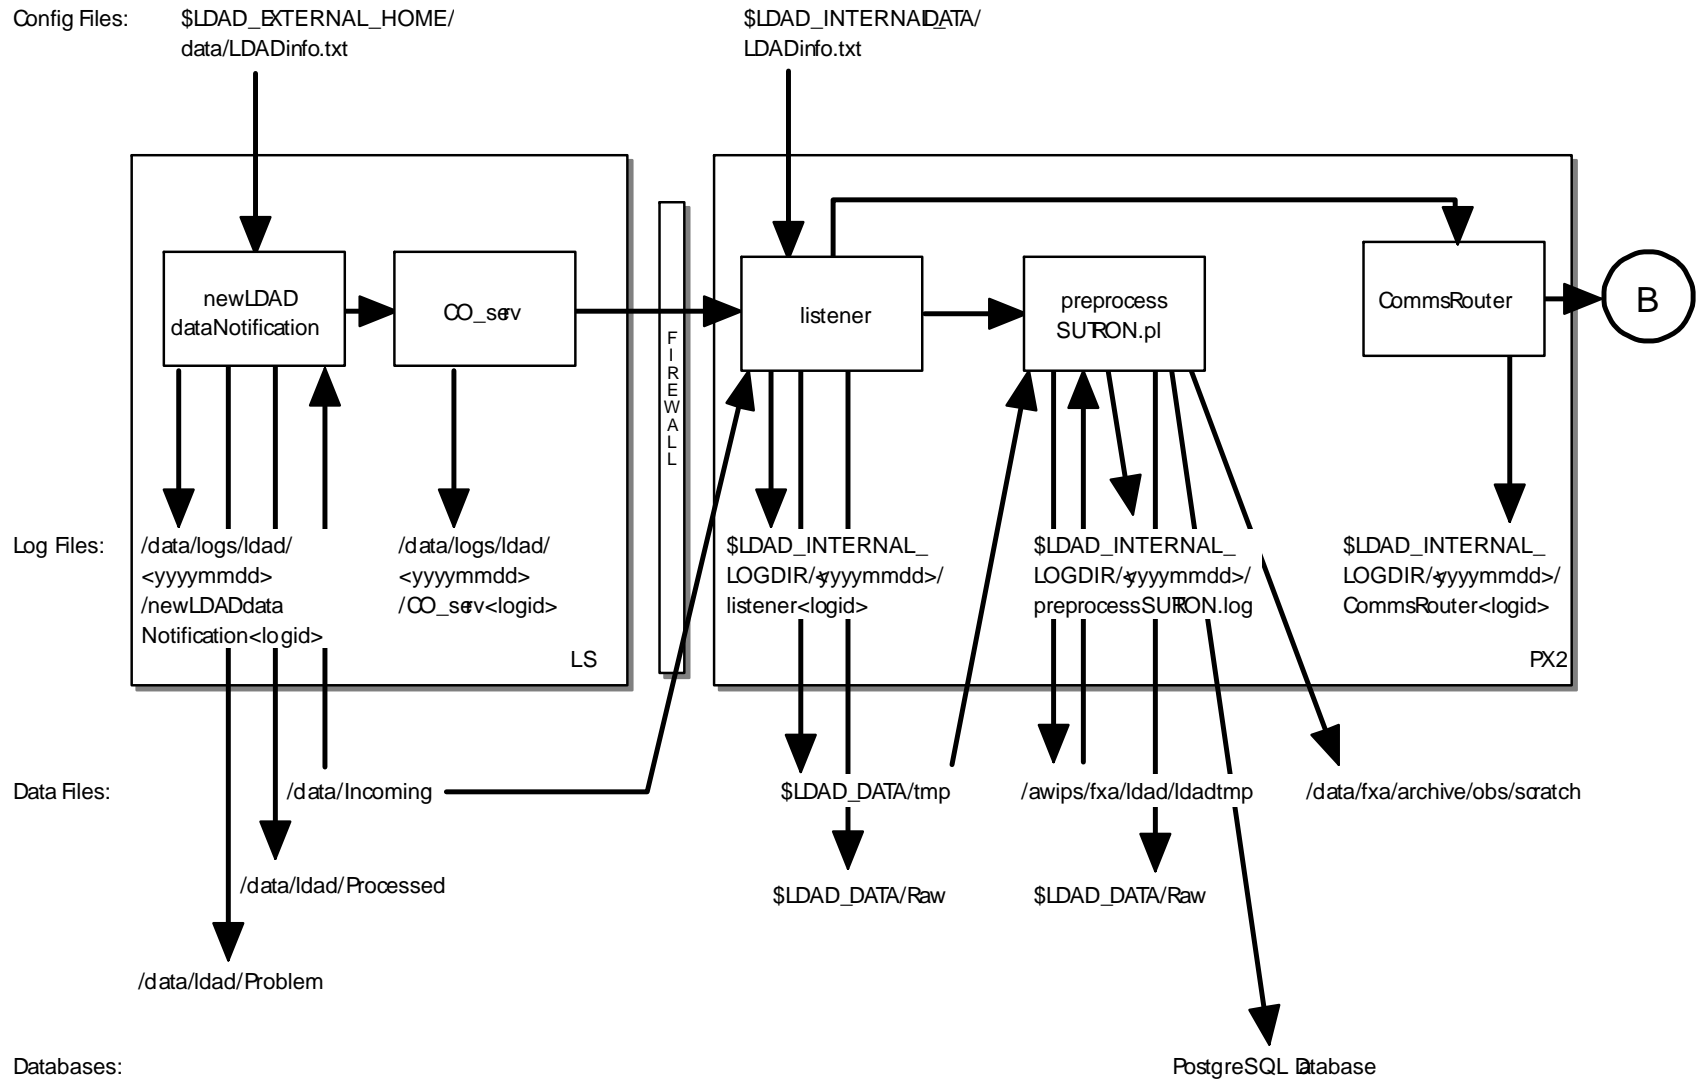 Config Files:
$LDAD_EXTERNAL_HOME/
data/LDADinfo.txt
$LDAD_INTERNALDATA/
LDADinfo.txt
newLDAD
dataNotification
CO_serv
FIREWALL
listener
preprocess
SUTRON.pl
CommsRouter
B
Log Files:
/data/logs/ldad/
<yyyymmdd>
/newLDADdata
Notification<logid>
/data/logs/ldad/
<yyyymmdd>
/CO_serv<logid>
$LDAD_INTERNAL_
LOGDIR/<yyyymmdd>/
listener<logid>
$LDAD_INTERNAL_
LOGDIR/<yyyymmdd>/
preprocessSUTRON.log
$LDAD_INTERNAL_
LOGDIR/<yyyymmdd>/
CommsRouter<logid>
LS
PX2
Data Files:
/data/Incoming
$LDAD_DATA/tmp
/awips/fxa/ldad/ldadtmp
/data/fxa/archive/obs/scratch
/data/ldad/Processed
$LDAD_DATA/Raw
$LDAD_DATA/Raw
/data/ldad/Problem
Databases:
PostgreSQL Database